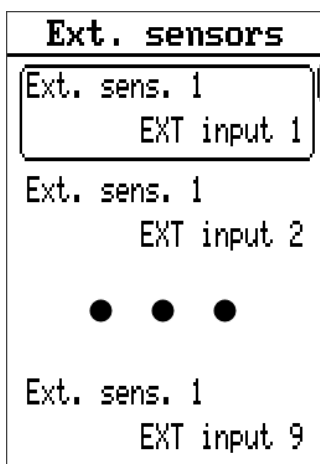 Ext. sensors
Ext. sens. 1
EXT input 1
Ext. sens. 1
EXT input 2
Ext. sens. 1
EXT input 9